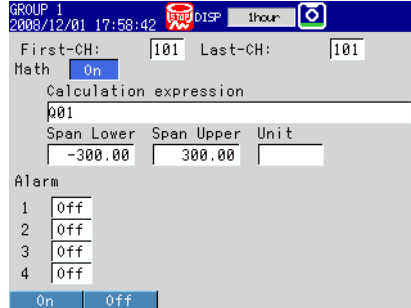 GROUP 1
2008/12/01 17:58:42 STOP DISP 1hour
First-CH: 101 Last-CH: 101
Math On
Calculation expression
Q01
Span Lower Span Upper Unit
-300.00 300.00
Alarm
1 Off
2 Off
3 Off
4 Off
On Off